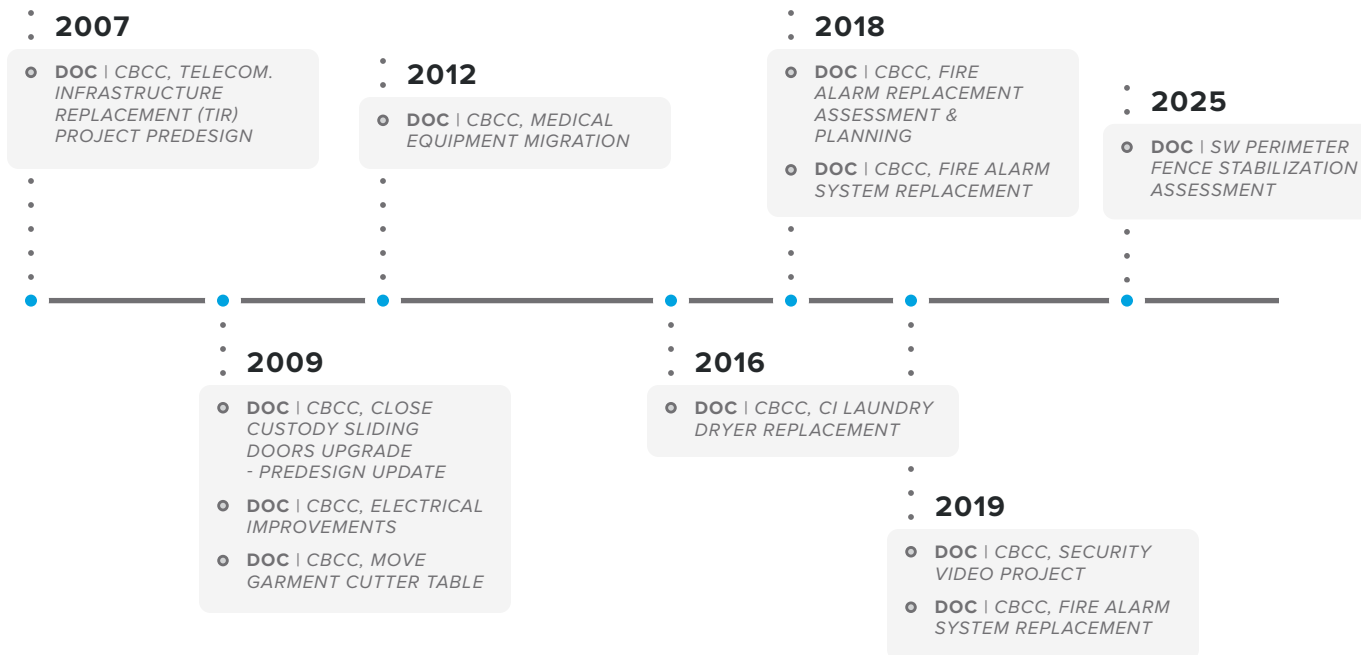 2007
DOC | CBCC, TELECOM.
INFRASTRUCTURE
REPLACEMENT (TIR)
PROJECT PREDESIGN
2012
DOC | CBCC, MEDICAL
EQUIPMENT MIGRATION
2018
DOC | CBCC, FIRE
ALARM REPLACEMENT
ASSESSMENT &
PLANNING
DOC | CBCC, FIRE ALARM
SYSTEM REPLACEMENT
2025
DOC | SW PERIMETER
FENCE STABILIZATION
ASSESSMENT
2009
DOC | CBCC, CLOSE
CUSTODY SLIDING
DOORS UPGRADE
- PREDESIGN UPDATE
DOC | CBCC, ELECTRICAL
IMPROVEMENTS
DOC | CBCC, MOVE
GARMENT CUTTER TABLE
2016
DOC | CBCC, CI LAUNDRY
DRYER REPLACEMENT
2019
DOC | CBCC, SECURITY
VIDEO PROJECT
DOC | CBCC, FIRE ALARM
SYSTEM REPLACEMENT